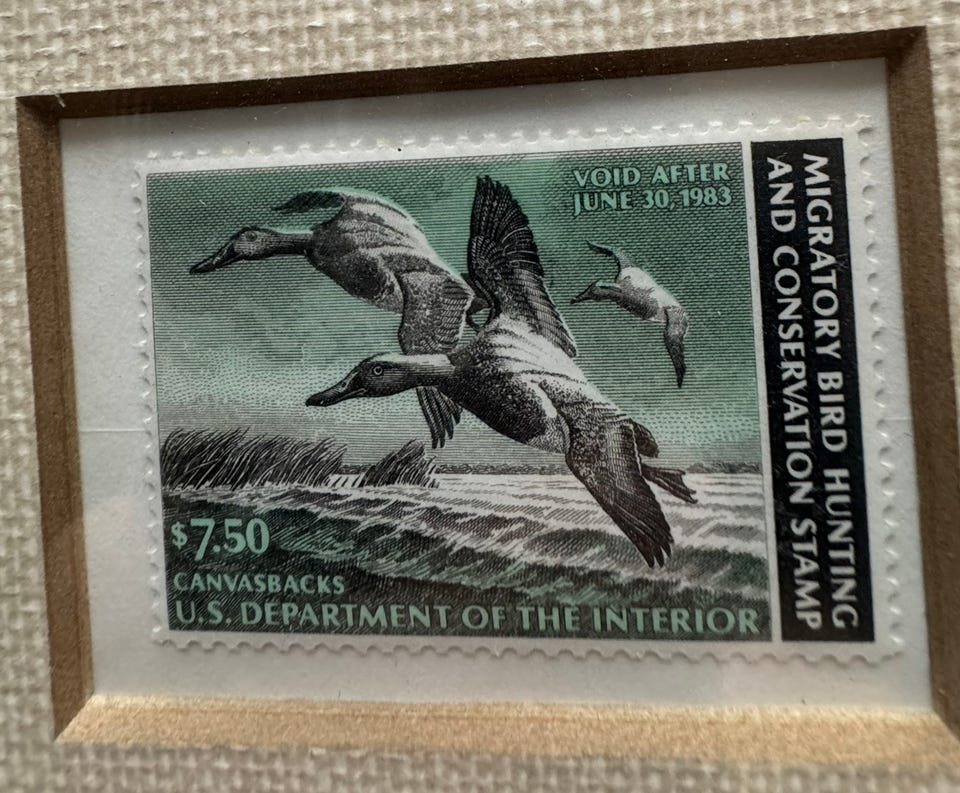 VOID AFTER
JUNE 30, 1983
$7.50
CANVASBACKS
U.S. DEPARTMENT OF THE INTERIOR
MIGRATORY BIRD HUNTING
AND CONSERVATION STAMP